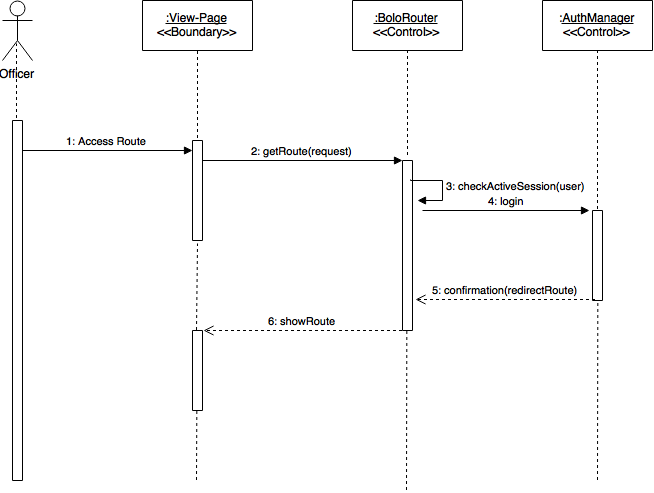 :View-Page
<<Boundary>>
:BoloRouter
<<Control>>
:AuthManager
<<Control>>
Officer
1: Access Route
2: getRoute(request)
3: checkActiveSession(user)
4: login
5: confirmation(redirectRoute)
6: showRoute